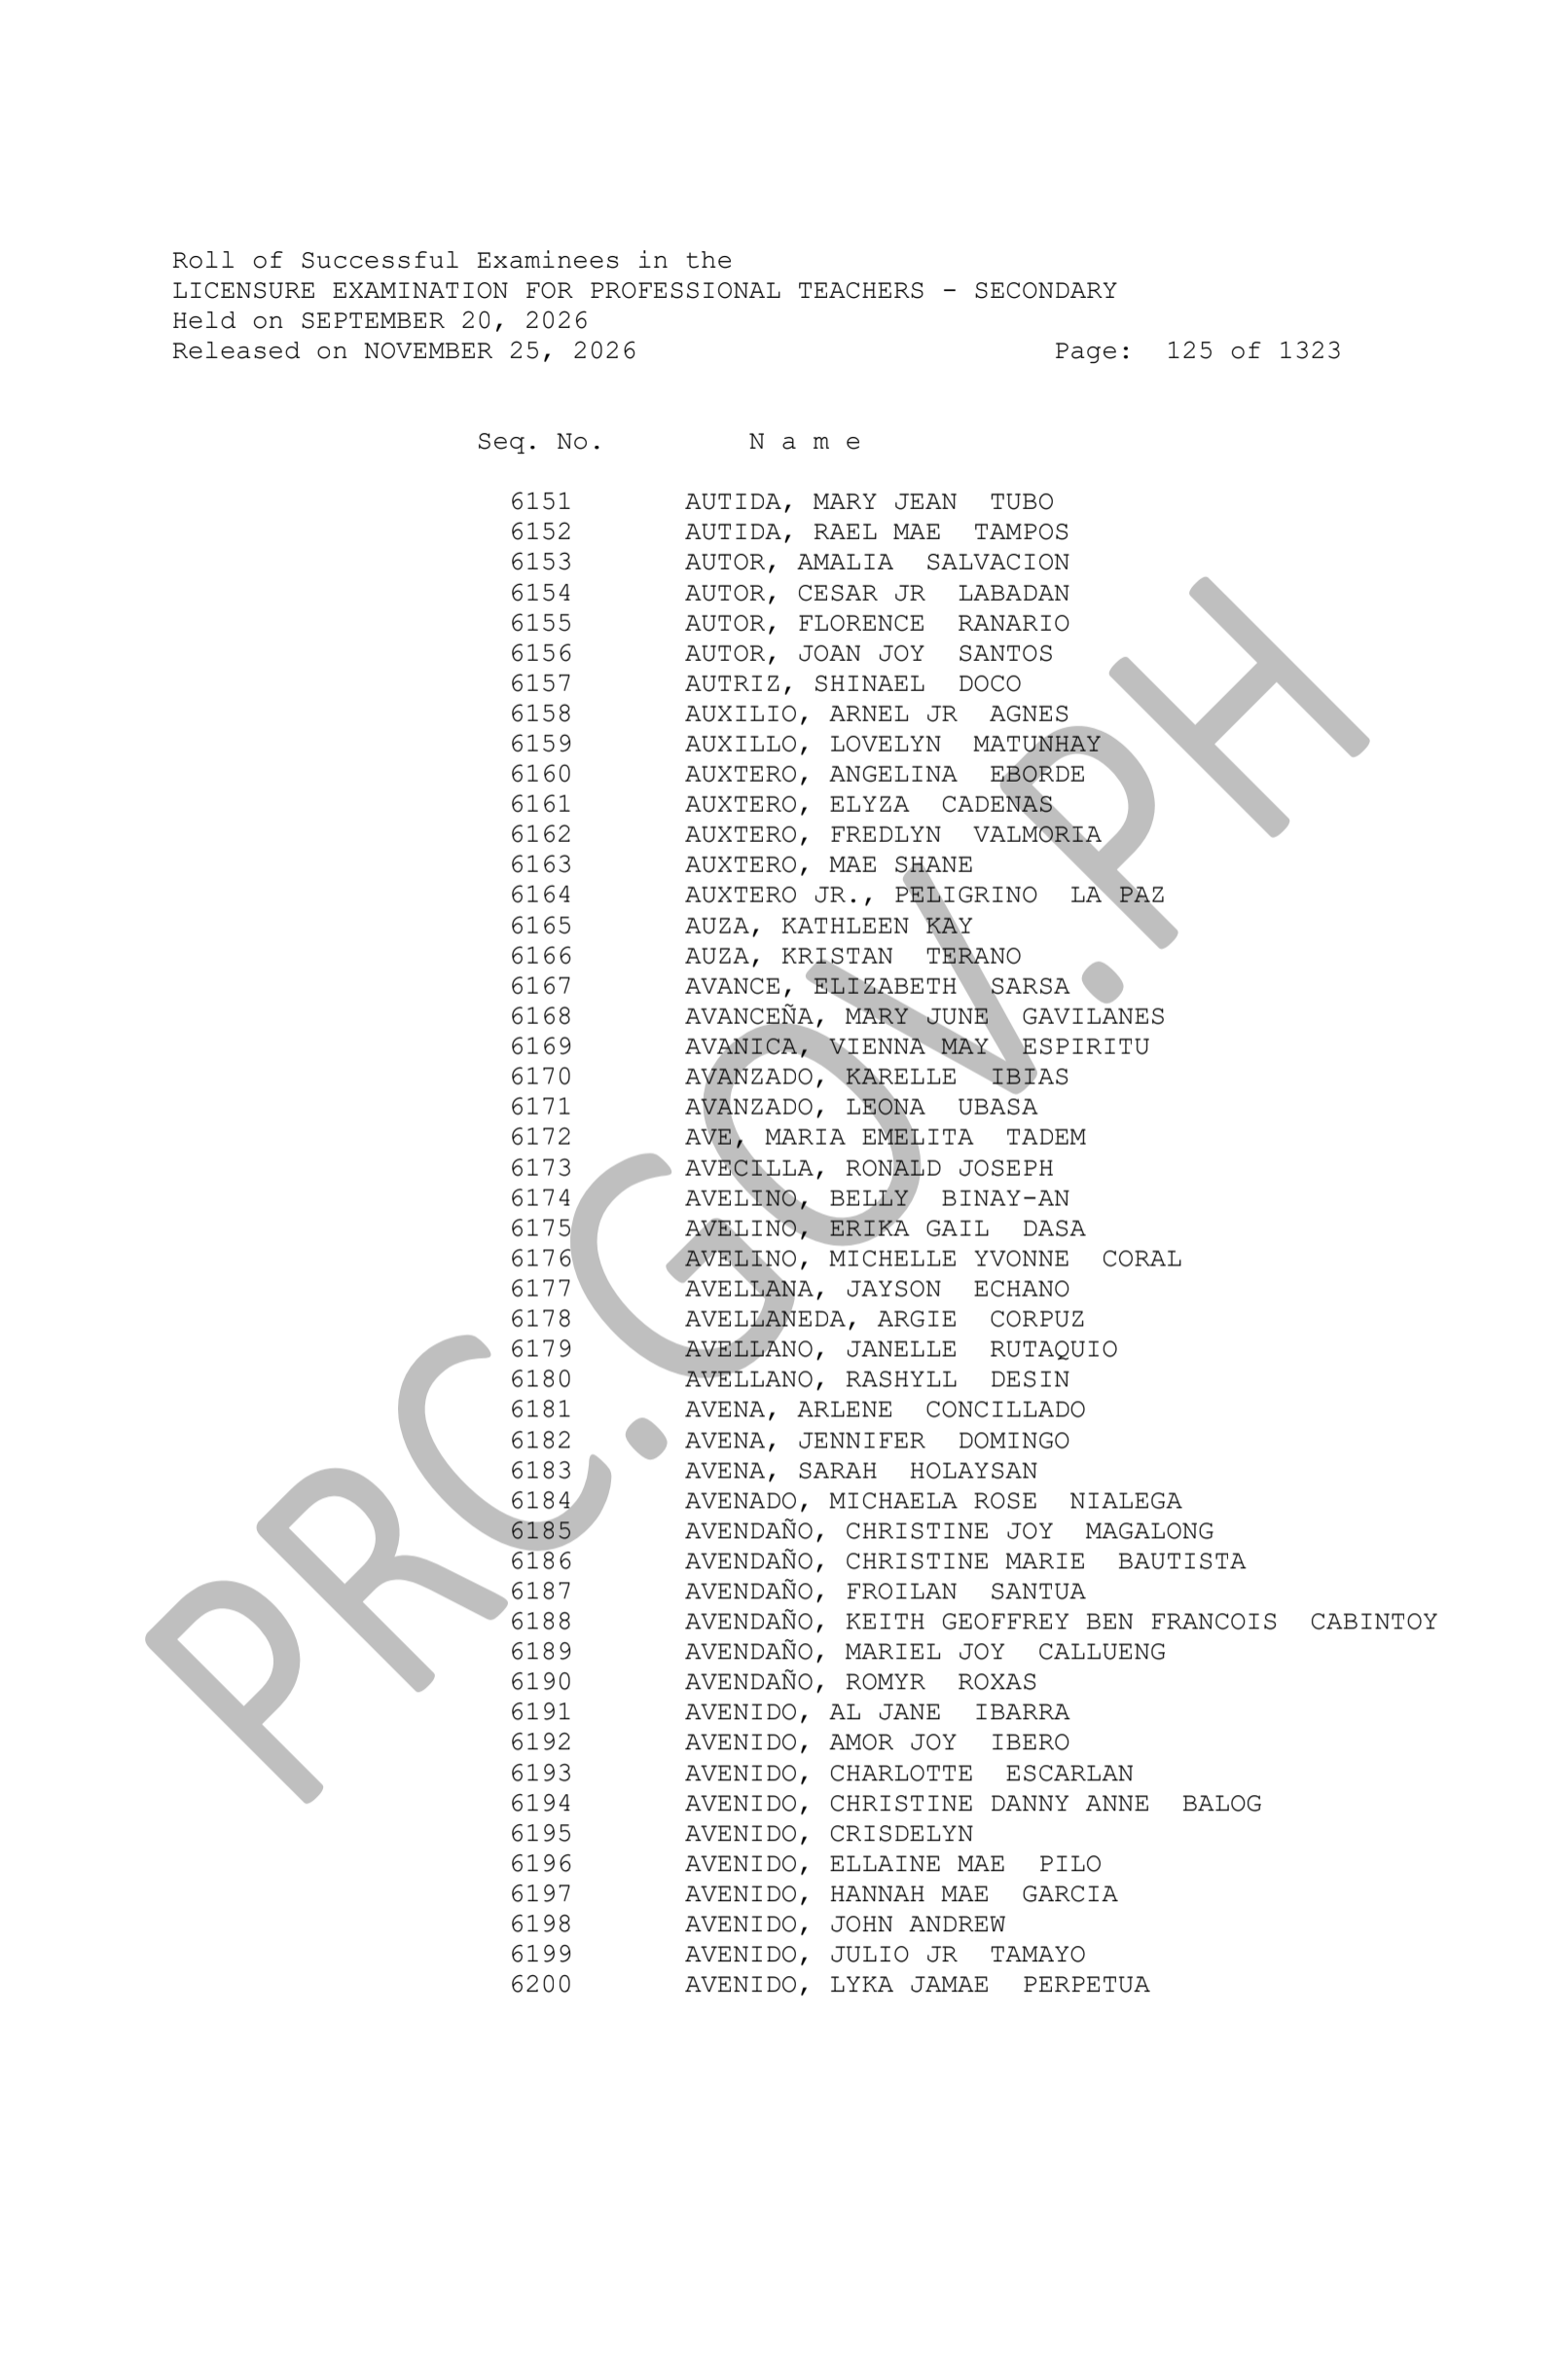 Roll of Successful Examinees in the
LICENSURE EXAMINATION FOR PROFESSIONAL TEACHERS - SECONDARY
Held on SEPTEMBER 20, 2026
Released on NOVEMBER 25, 2026 Page: 125 of 1323
Seq. No. N a m e
6151 AUTIDA, MARY JEAN TUBO
6152 AUTIDA, RAEL MAE TAMPOS
6153 AUTOR, AMALIA SALVACION
6154 AUTOR, CESAR JR LABADAN
6155 AUTOR, FLORENCE RANARIO
6156 AUTOR, JOAN JOY SANTOS
6157 AUTRIZ, SHINAEL DOCO
6158 AUXILIO, ARNEL JR AGNES
6159 AUXILLO, LOVELYN MATUNHAY
6160 AUXTERO, ANGELINA EBORDE
6161 AUXTERO, ELYZA CADENAS
6162 AUXTERO, FREDLYN VALMORIA
6163 AUXTERO, MAE SHANE
6164 AUXTERO JR., PELIGRINO LA PAZ
6165 AUZA, KATHLEEN KAY
6166 AUZA, KRISTAN TERANO
6167 AVANCE, ELIZABETH SARSA
6168 AVANCEÑA, MARY JUNE GAVILANES
6169 AVANICA, VIENNA MAY ESPIRITU
6170 AVANZADO, KARELLE IBIAS
6171 AVANZADO, LEONA UBASA
6172 AVE, MARIA EMELITA TADEM
6173 AVECILLA, RONALD JOSEPH
6174 AVELINO, BELLY BINAY-AN
6175 AVELINO, ERIKA GAIL DASA
6176 AVELINO, MICHELLE YVONNE CORAL
6177 AVELLANA, JAYSON ECHANO
6178 AVELLANEDA, ARGIE CORPUZ
6179 AVELLANO, JANELLE RUTAQUIO
6180 AVELLANO, RASHYLL DESIN
6181 AVENA, ARLENE CONCILLADO
6182 AVENA, JENNIFER DOMINGO
6183 AVENA, SARAH HOLAYSAN
6184 AVENADO, MICHAELA ROSE NIALEGA
6185 AVENDAÑO, CHRISTINE JOY MAGALONG
6186 AVENDAÑO, CHRISTINE MARIE BAUTISTA
6187 AVENDAÑO, FROILAN SANTUA
6188 AVENDAÑO, KEITH GEOFFREY BEN FRANCOIS CABINTOY
6189 AVENDAÑO, MARIEL JOY CALLUENG
6190 AVENDAÑO, ROMYR ROXAS
6191 AVENIDO, AL JANE IBARRA
6192 AVENIDO, AMOR JOY IBERO
6193 AVENIDO, CHARLOTTE ESCARLAN
6194 AVENIDO, CHRISTINE DANNY ANNE BALOG
6195 AVENIDO, CRISDELYN
6196 AVENIDO, ELLAINE MAE PILO
6197 AVENIDO, HANNAH MAE GARCIA
6198 AVENIDO, JOHN ANDREW
6199 AVENIDO, JULIO JR TAMAYO
6200 AVENIDO, LYKA JAMAE PERPETUA
PRC.GOV.PH